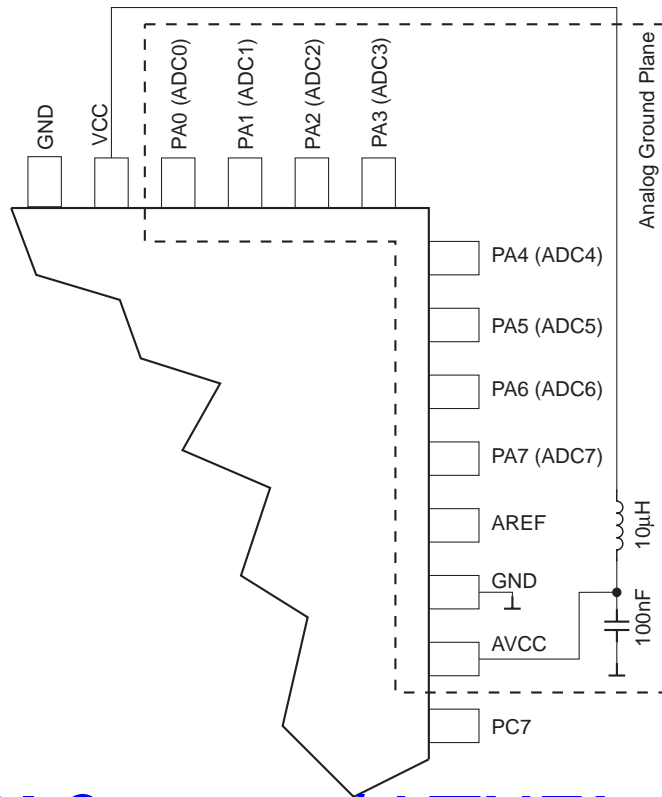 GND
VCC
PA0 (ADC0)
PA1 (ADC1)
PA2 (ADC2)
PA3 (ADC3)
Analog Ground Plane
PA4 (ADC4)
PA5 (ADC5)
PA6 (ADC6)
PA7 (ADC7)
AREF
10μH
GND
AVCC
100nF
PC7